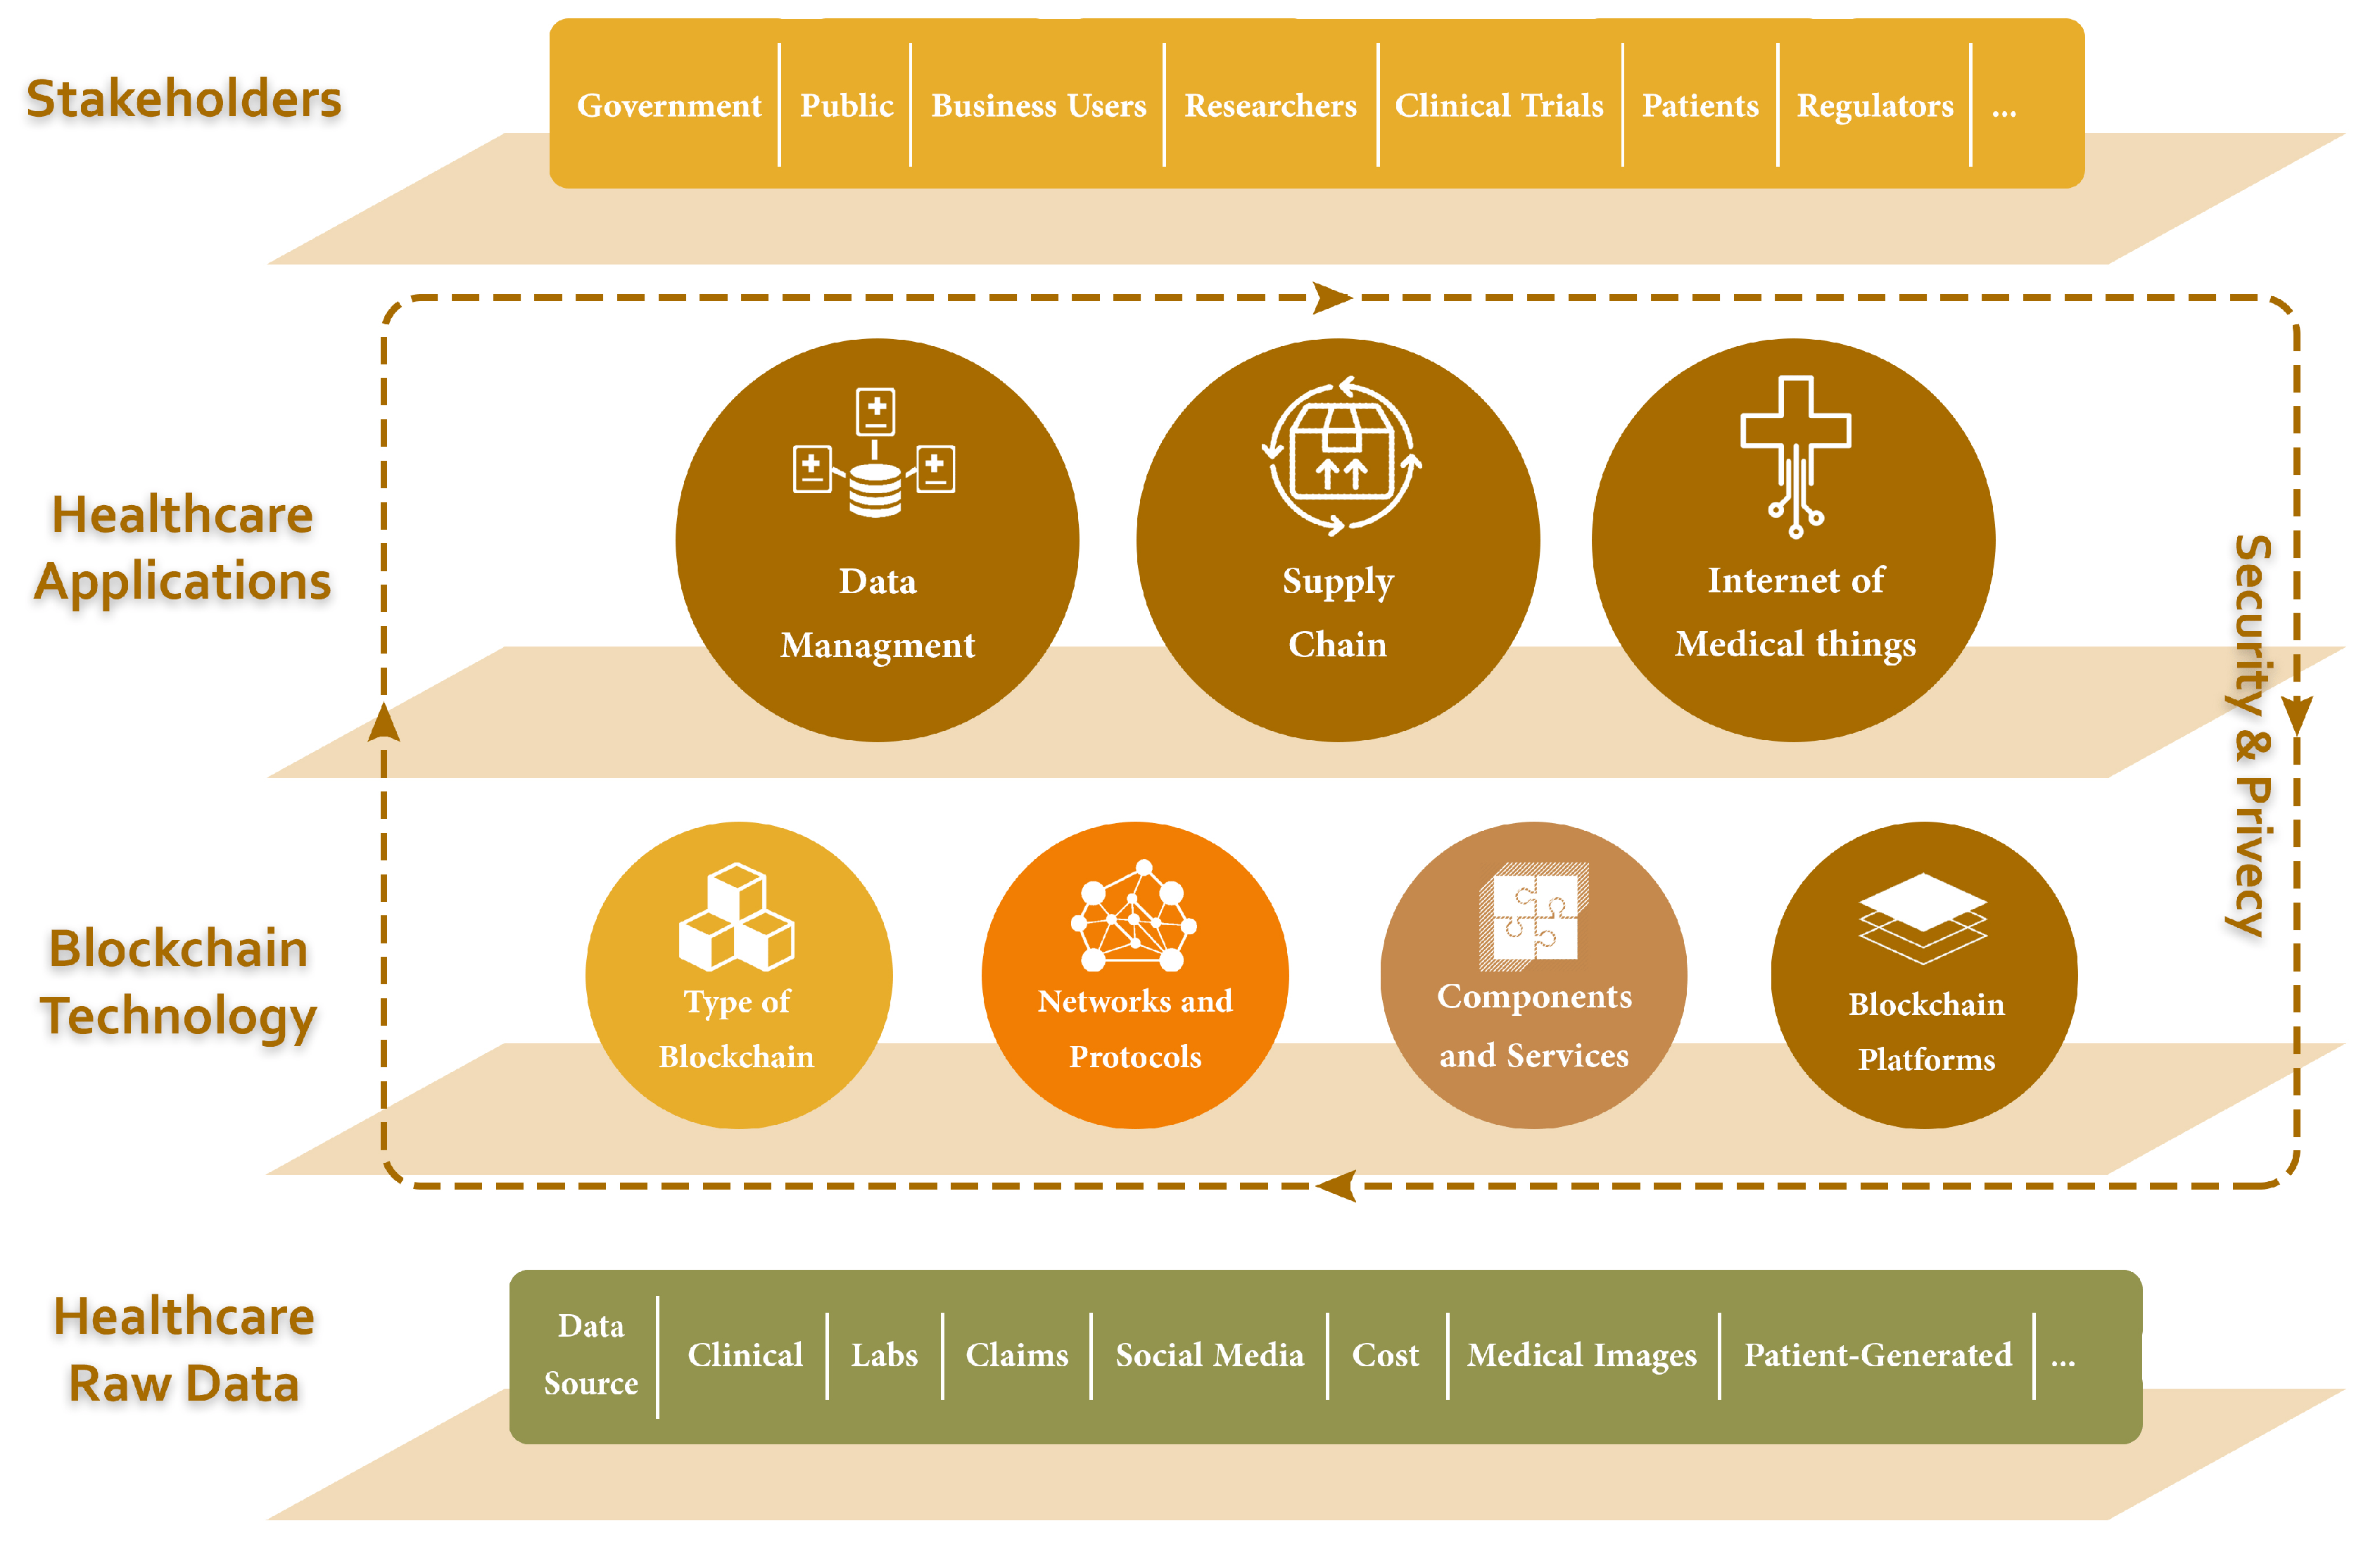 Stakeholders
Government Public Business Users Researchers Clinical Trials Patients Regulators ...
Healthcare
Applications
Data
Managment
Supply
Chain
Internet of
Medical things
Security & Privecy
Blockchain
Technology
Type of
Blockchain
Networks and
Protocols
Components
and Services
Blockchain
Platforms
Healthcare
Raw Data
Data
Source
Clinical Labs Claims Social Media Cost Medical Images Patient-Generated ...